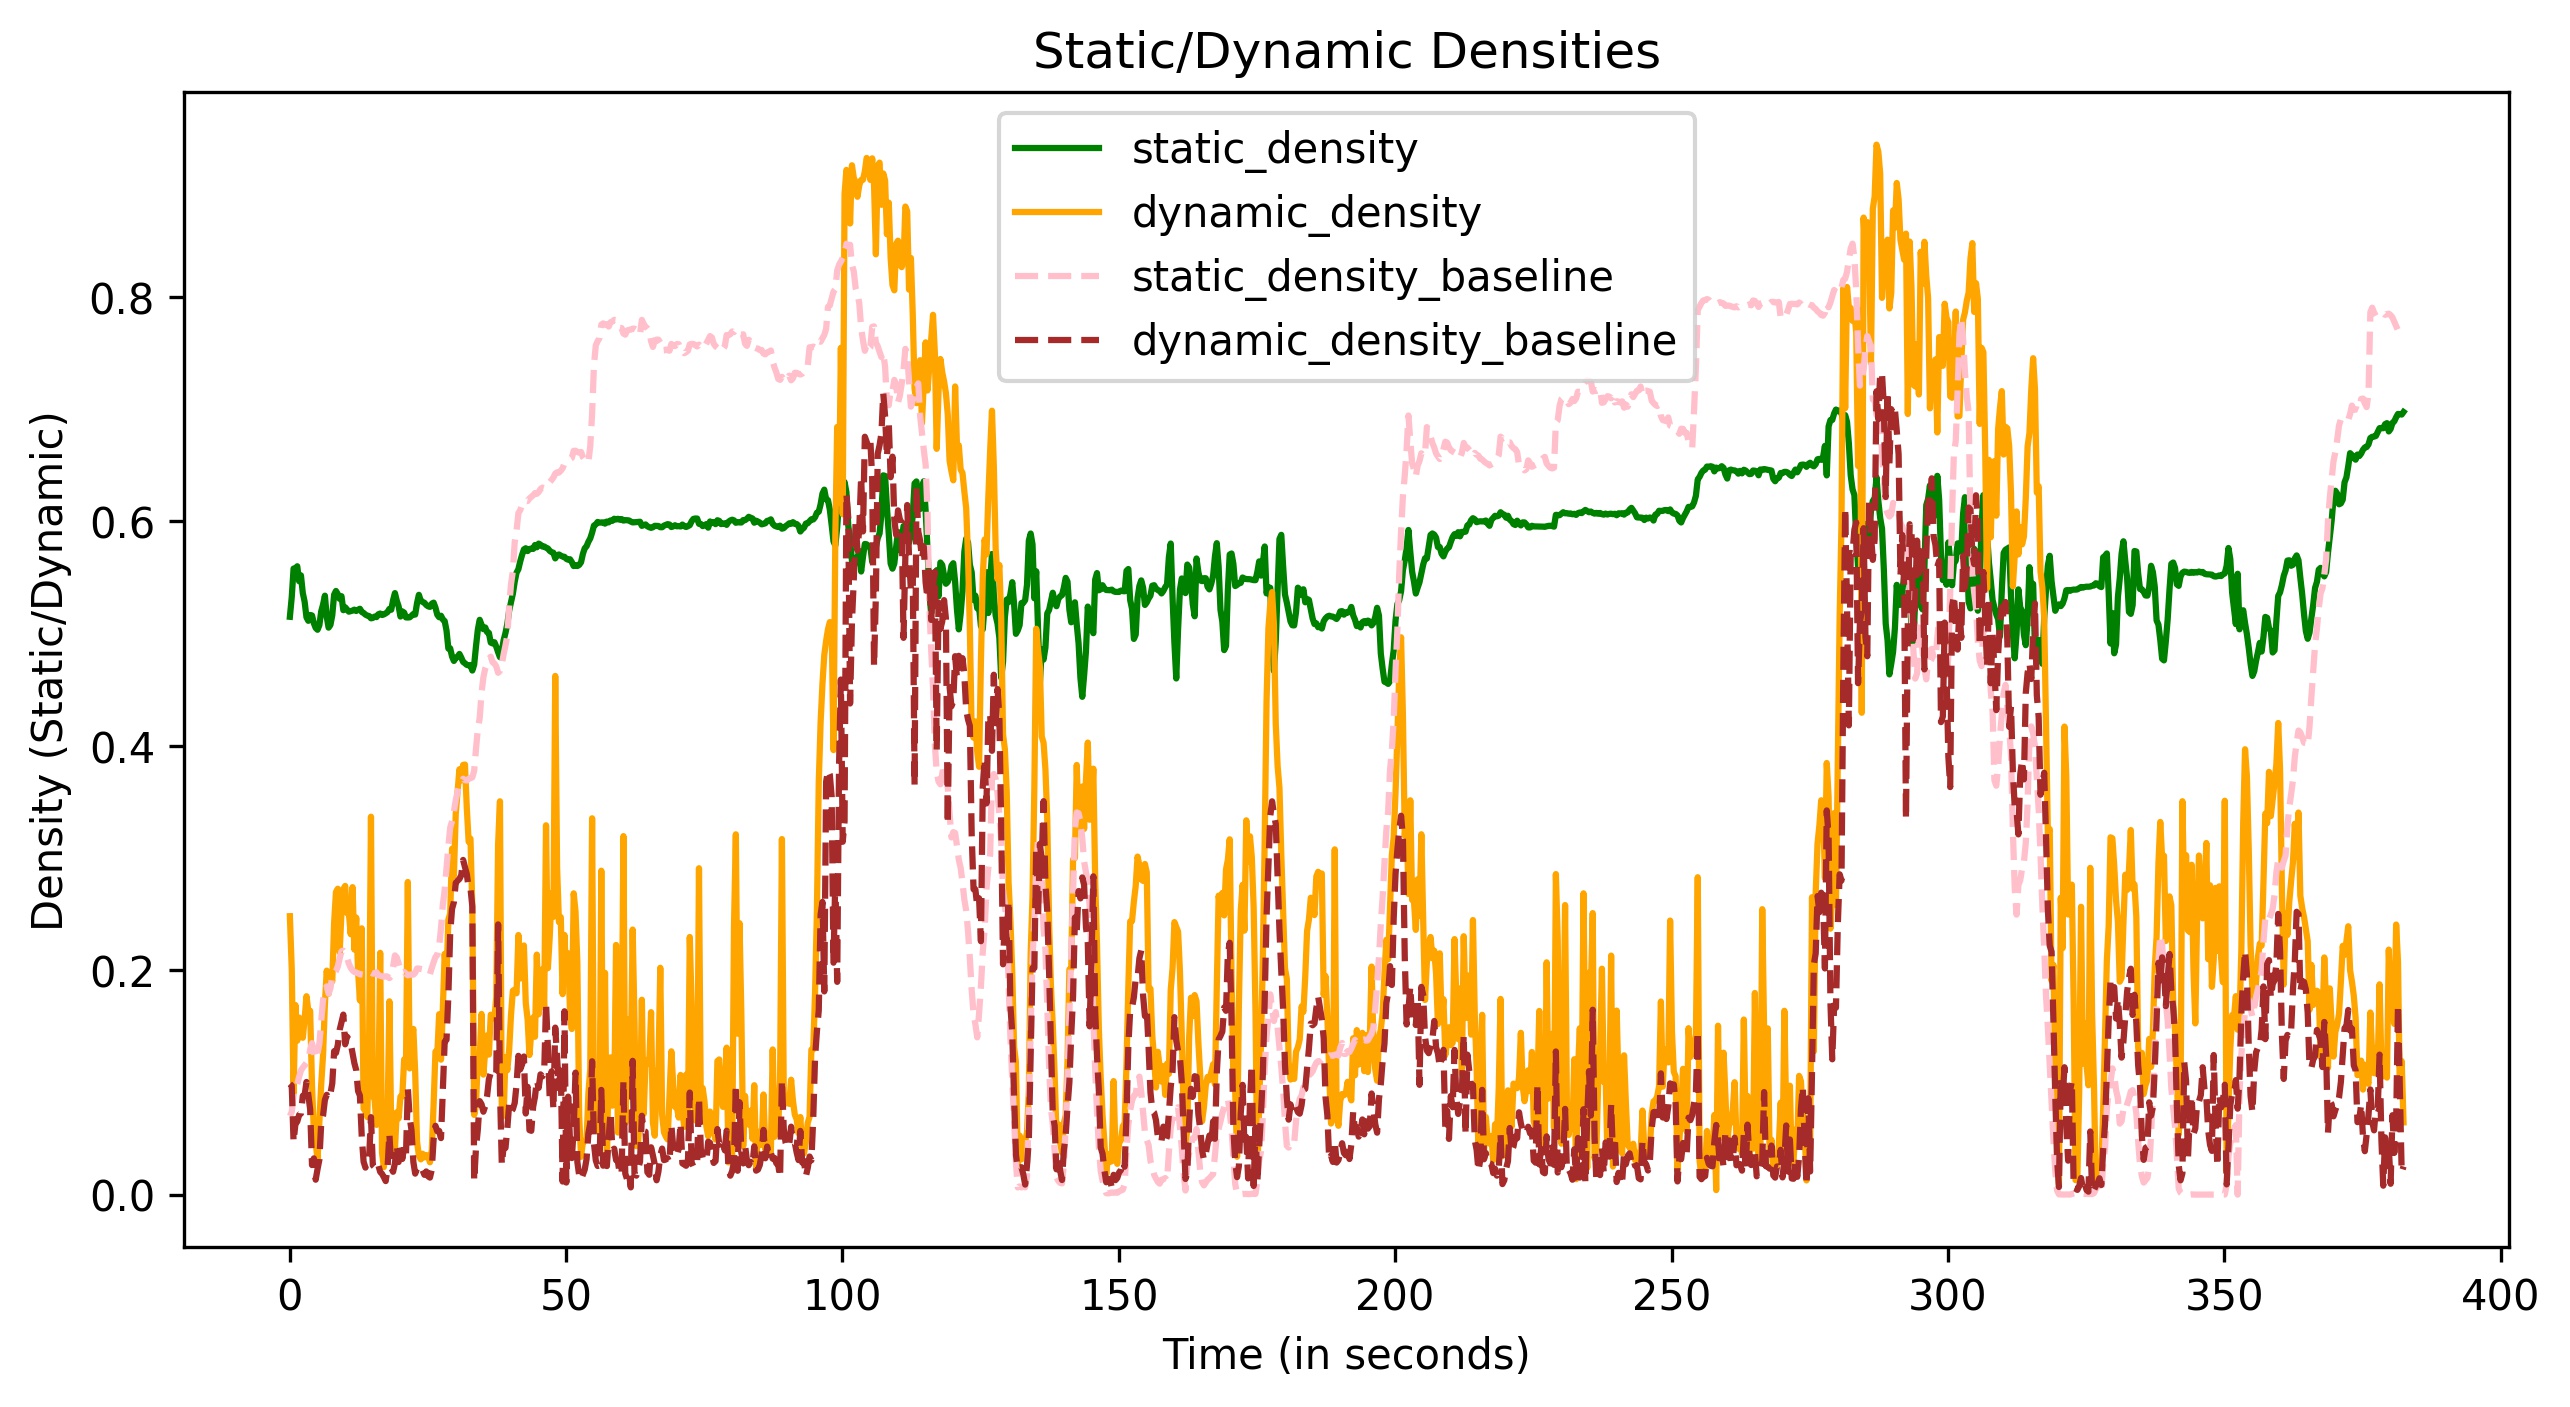 Static/Dynamic Densities
static_density
dynamic_density
static_density_baseline
dynamic_density_baseline
Density (Static/Dynamic)
0.8
0.6
0.4
0.2
0.0
0 50 100 150 200 250 300 350 400
Time (in seconds)